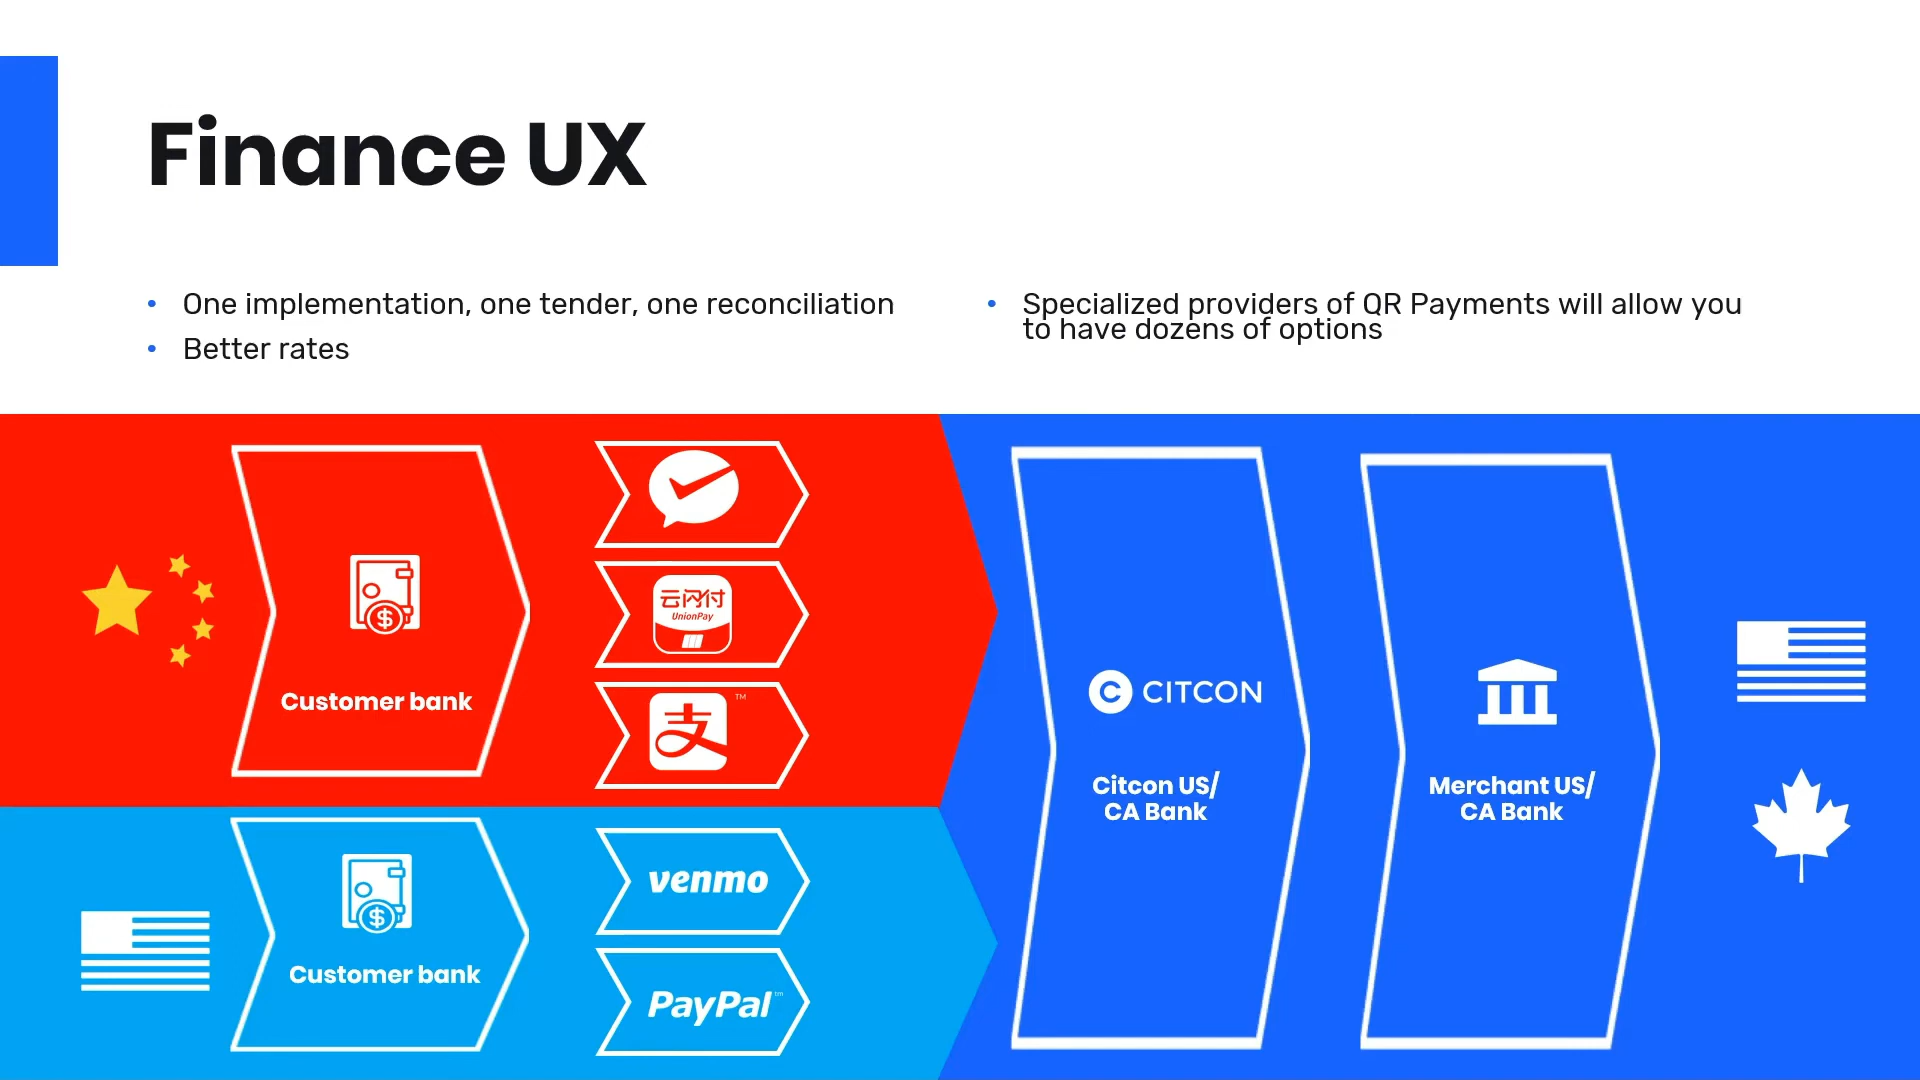 Finance UX
• One implementation, one tender, one reconciliation
• Better rates
• Specialized providers of QR Payments will allow you
to have dozens of options
$
Customer bank
云闪付
UnionPay
支
TM
$
Customer bank
venmo
PayPal TM
C CITCON
Citcon US/
CA Bank
Merchant US/
CA Bank